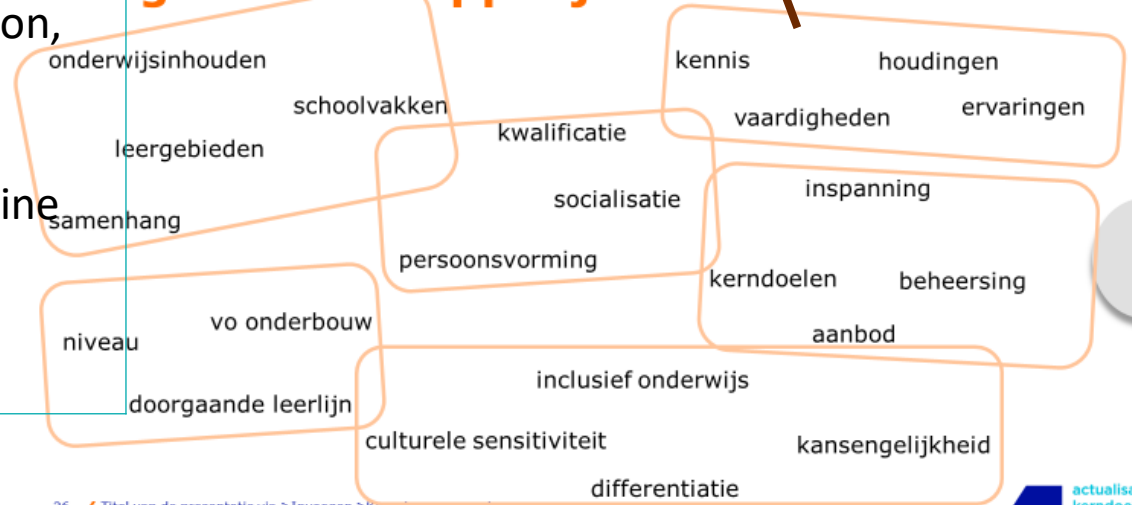 on,
onderwijsinhouden
schoolvakken
leergebieden
ine
samenhang
kwalificatie
socialisatie
persoonsvorming
kennis
houdingen
vaardigheden
ervaringen
inspanning
kerndoelen
beheersing
aanbod
niveau
vo onderbouw
doorgaande leerlijn
inclusief onderwijs
culturele sensitiviteit
kansengelijkheid
differentiatie
actualisa